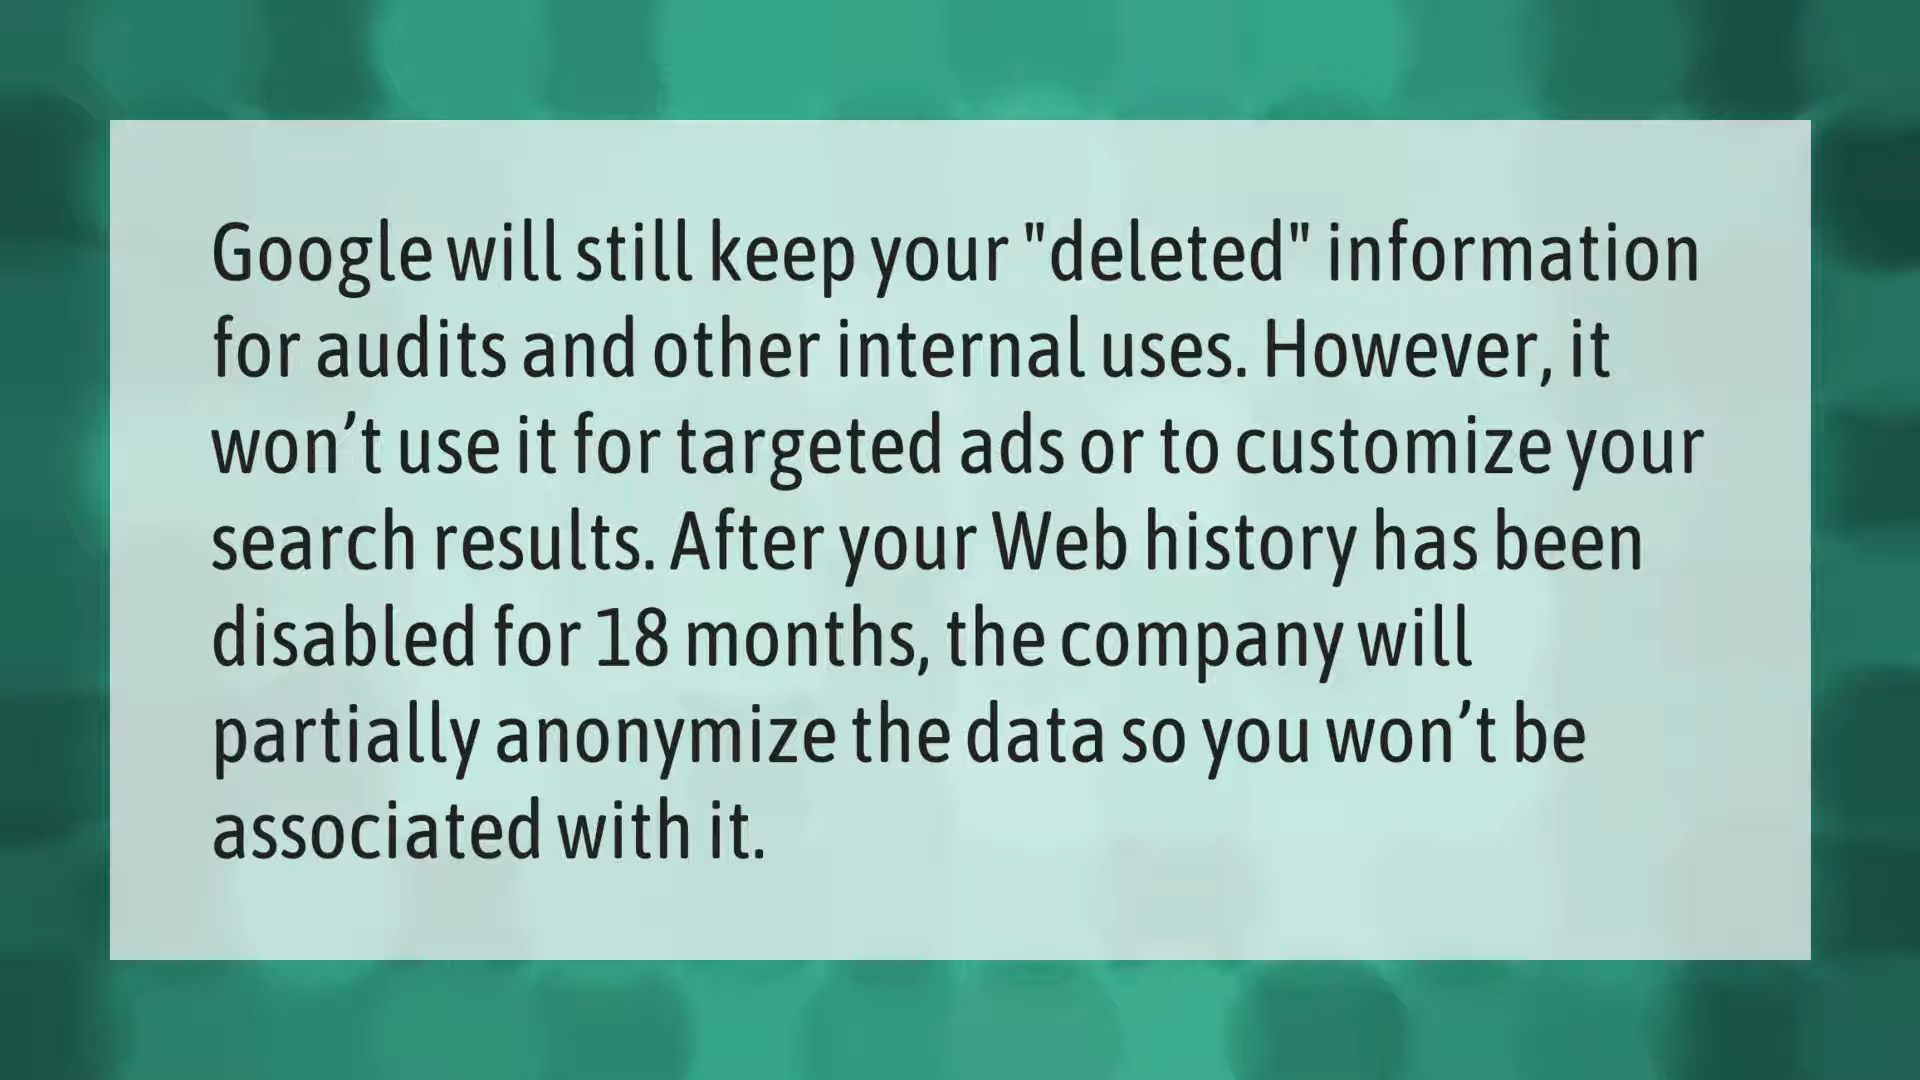 Google will still keep your "deleted" information
for audits and other internal uses. However, it
won’t use it for targeted ads or to customize your
search results. After your Web history has been
disabled for 18 months, the company will
partially anonymize the data so you won’t be
associated with it.